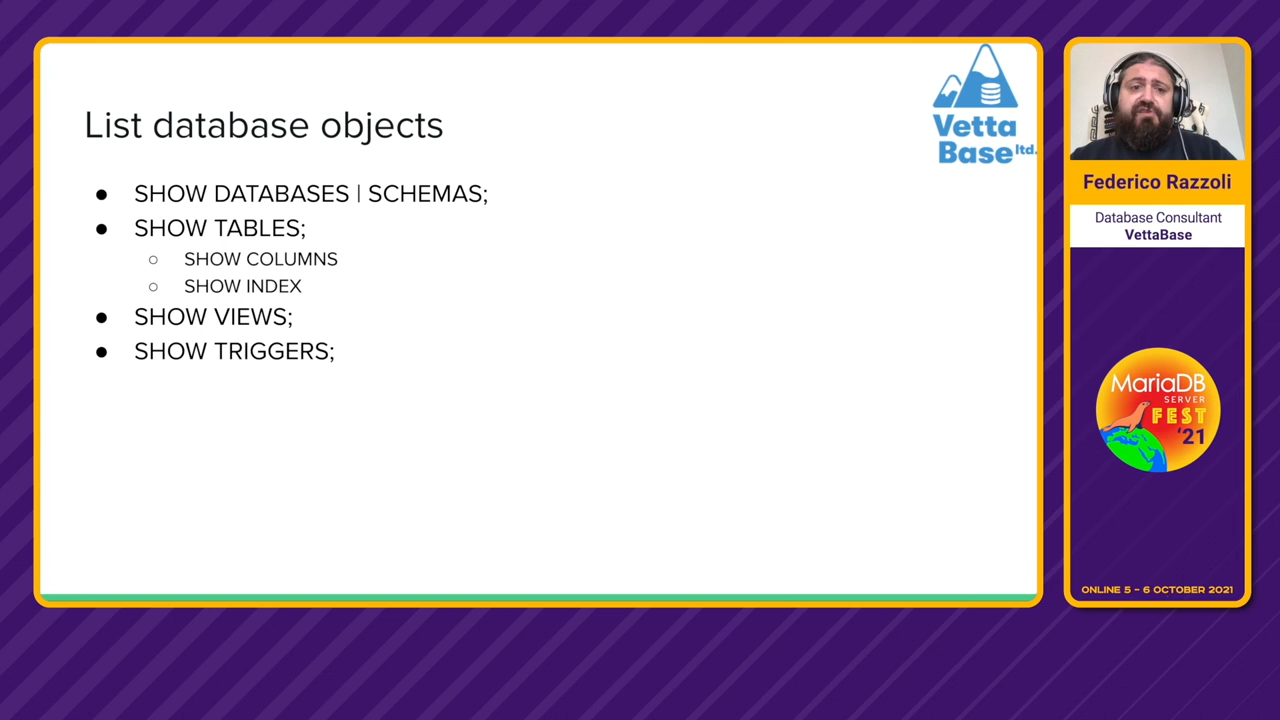 List database objects
● SHOW DATABASES | SCHEMAS;
● SHOW TABLES;
○ SHOW COLUMNS
○ SHOW INDEX
● SHOW VIEWS;
● SHOW TRIGGERS;
Vetta
Base ltd.
Federico Razzoli
Database Consultant
VettaBase
MariaDB
SERVER
FEST
'21
ONLINE 5 – 6 OCTOBER 2021